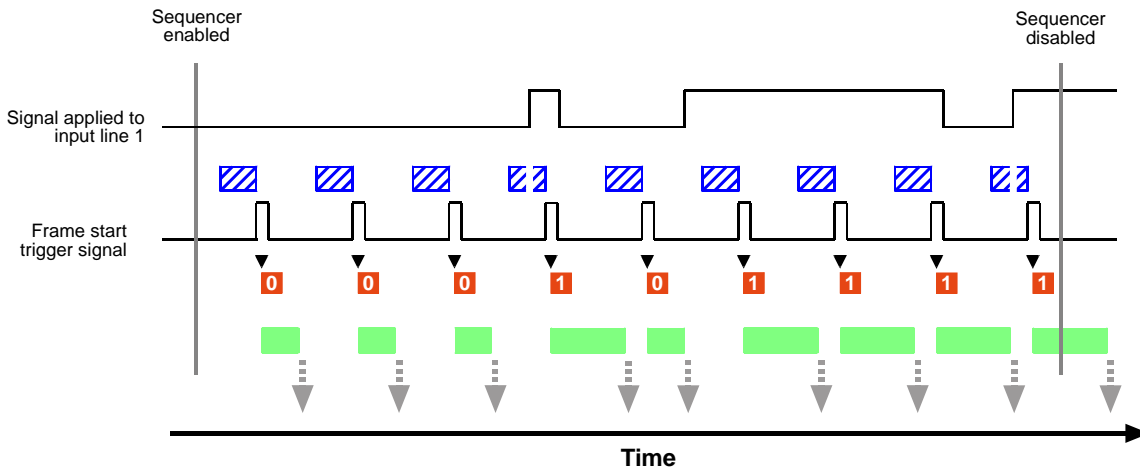 Sequencer
enabled
Sequencer
disabled
Signal applied to
input line 1
Frame start
trigger signal
0 0 0 1 0 1 1 1 1
Time